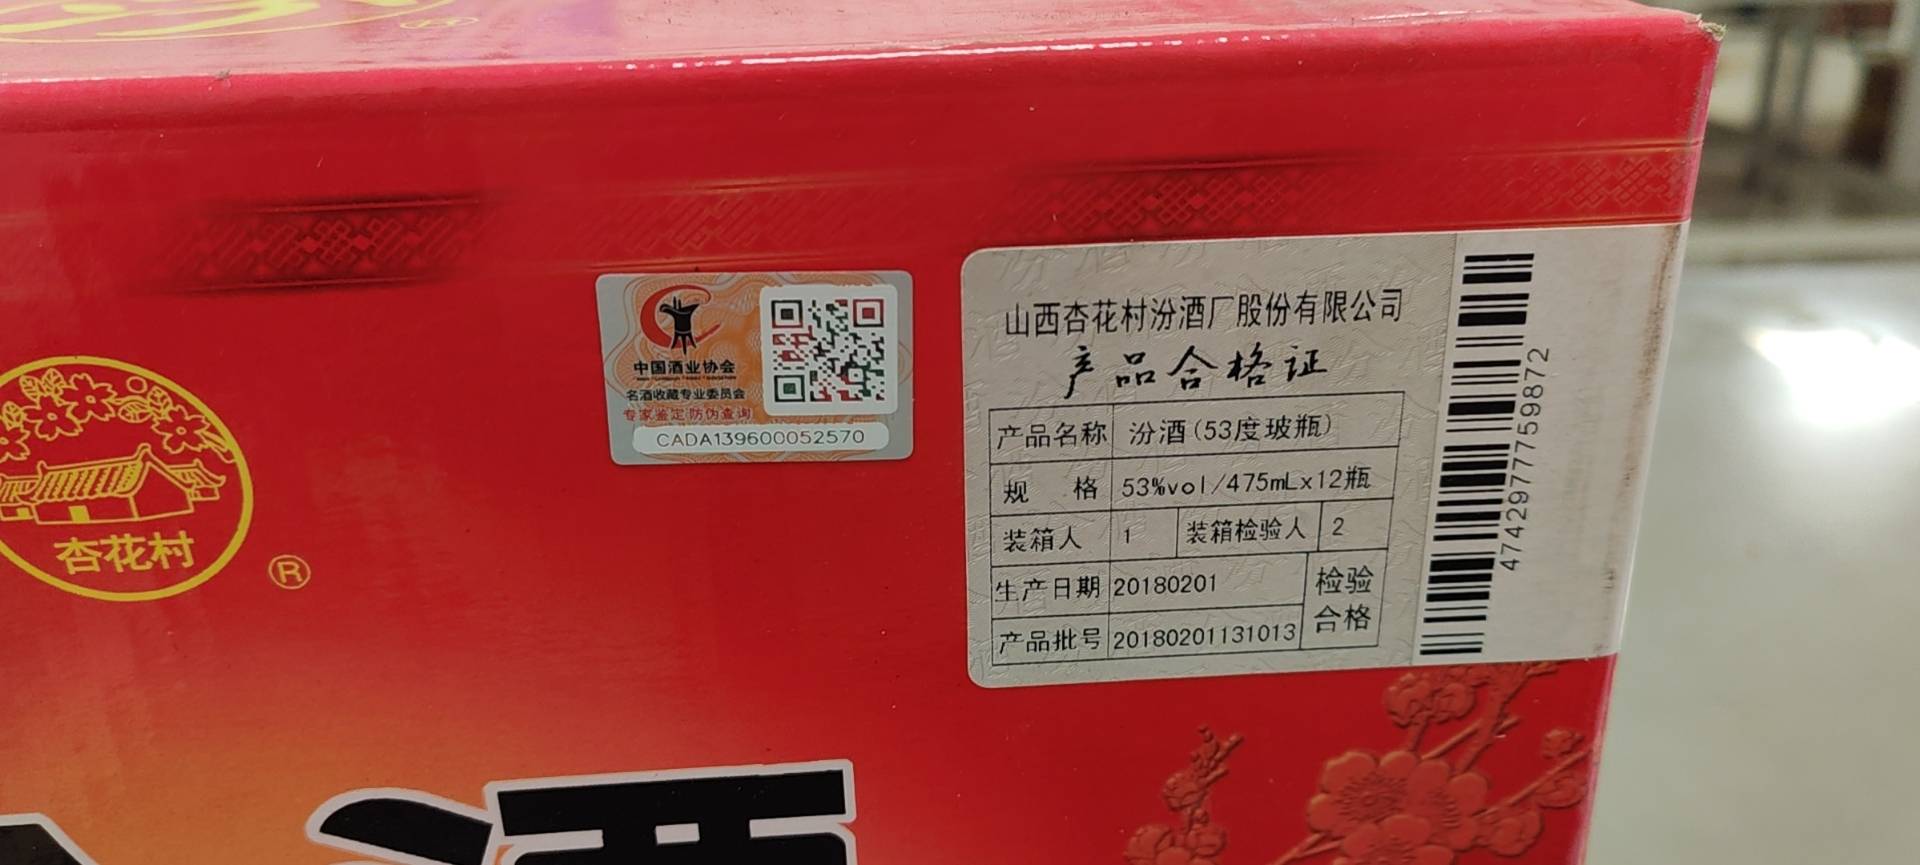 杏花村
®
中国酒业协会
名酒收藏专业委员会
专家鉴定防伪查询
CADA139600052570
山西杏花村汾酒厂股份有限公司
产品合格证
产品名称 汾酒(53度玻瓶)
规 格 53%vol/475mLx12瓶
装箱人 1 装箱检验人 2
生产日期 20180201
检验合格
产品批号 20180201131013
4742977759872
酒